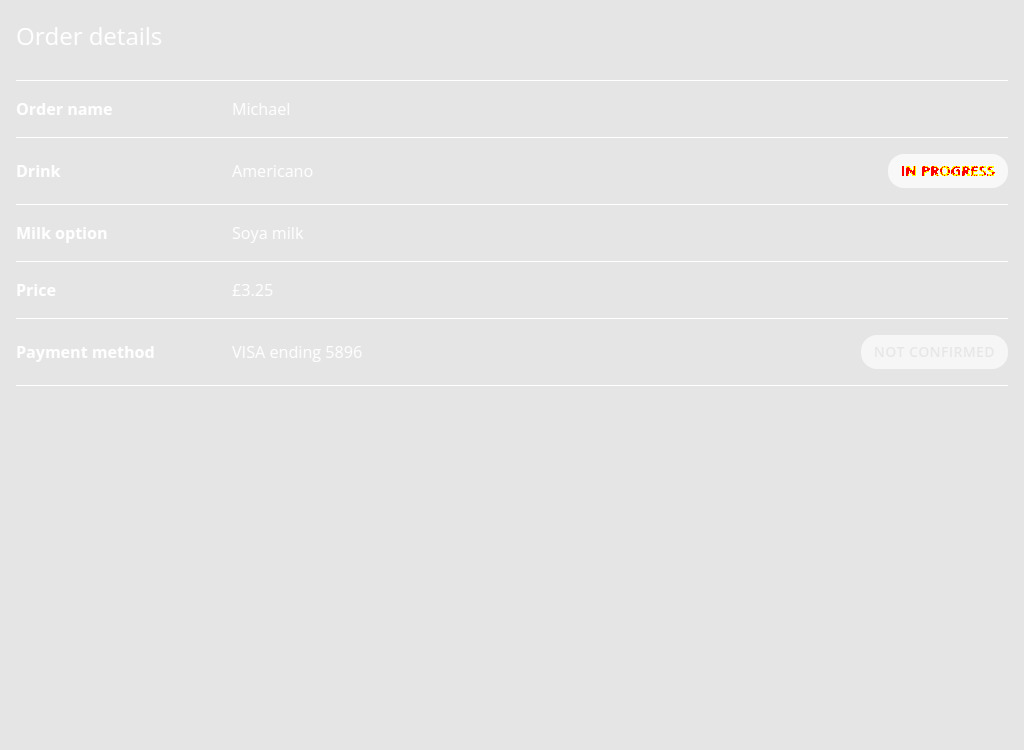 Order details
Order name Michael
Drink Americano IN PROGRESS
Milk option Soya milk
Price £3.25
Payment method VISA ending 5896 NOT CONFIRMED